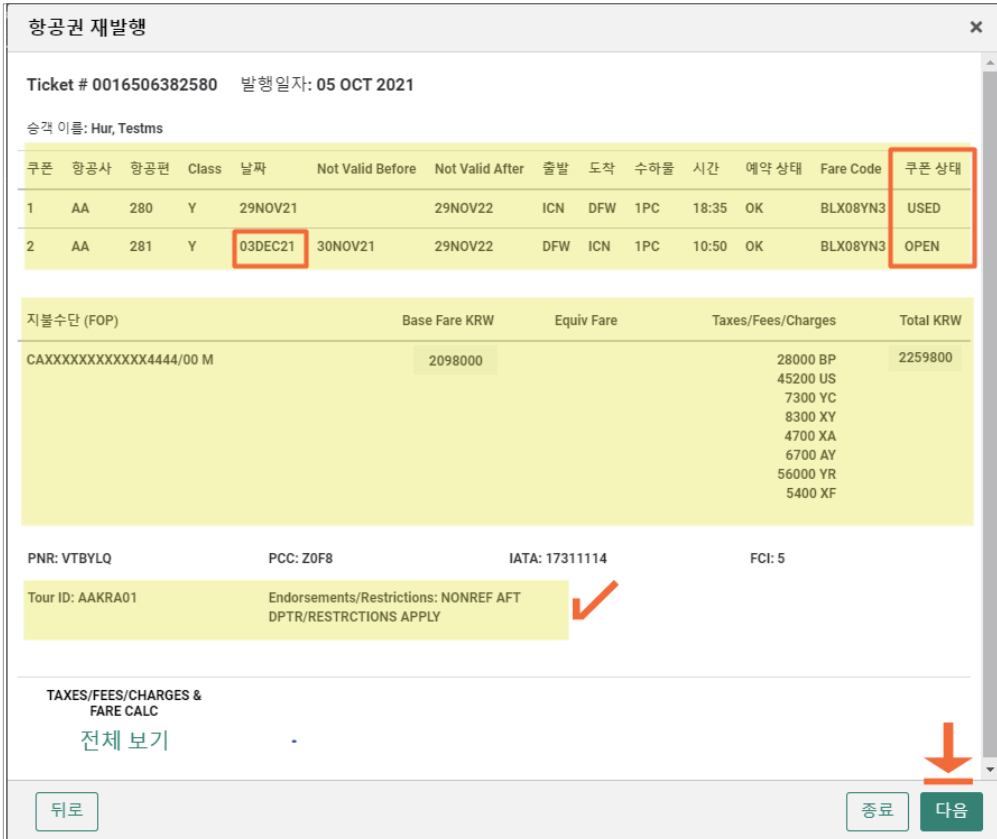 항공권 재발행 ×
Ticket # 0016506382580 발행일자: 05 OCT 2021
승객 이름: Hur, Testms
쿠폰 항공사 항공편 Class 날짜 Not Valid Before Not Valid After 출발 도착 수하물 시간 예약 상태 Fare Code 쿠폰 상태
1 AA 280 Y 29NOV21 29NOV22 ICN DFW 1PC 18:35 OK BLX08YN3 USED
2 AA 281 Y 03DEC21 30NOV21 29NOV22 DFW ICN 1PC 10:50 OK BLX08YN3 OPEN
지불수단 (FOP) Base Fare KRW Equiv Fare Taxes/Fees/Charges Total KRW
CAXXXXXXXXXXXX4444/00 M 2098000 28000 BP 2259800
45200 US
7300 YC
8300 XY
4700 XA
6700 AY
56000 YR
5400 XF
PNR: VTBYLQ PCC: Z0F8 IATA: 17311114 FCI: 5
Tour ID: AAKRA01 Endorsements/Restrictions: NONREF AFT
DPTR/RESTRCTIONS APPLY
TAXES/FEES/CHARGES &
FARE CALC
전체 보기 -
뒤로 종료 다음